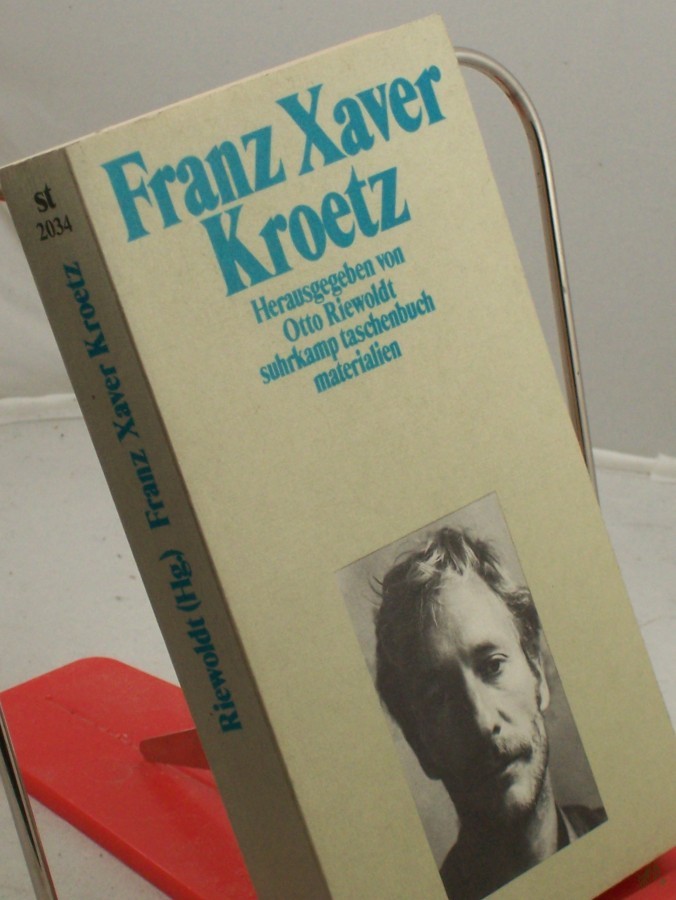 Franz Xaver
Kroetz
Herausgegeben von
Otto Riewoldt
suhrkamp taschenbuch
materialien
st
2034
Riewoldt (Hg.) Franz Xaver Kroetz